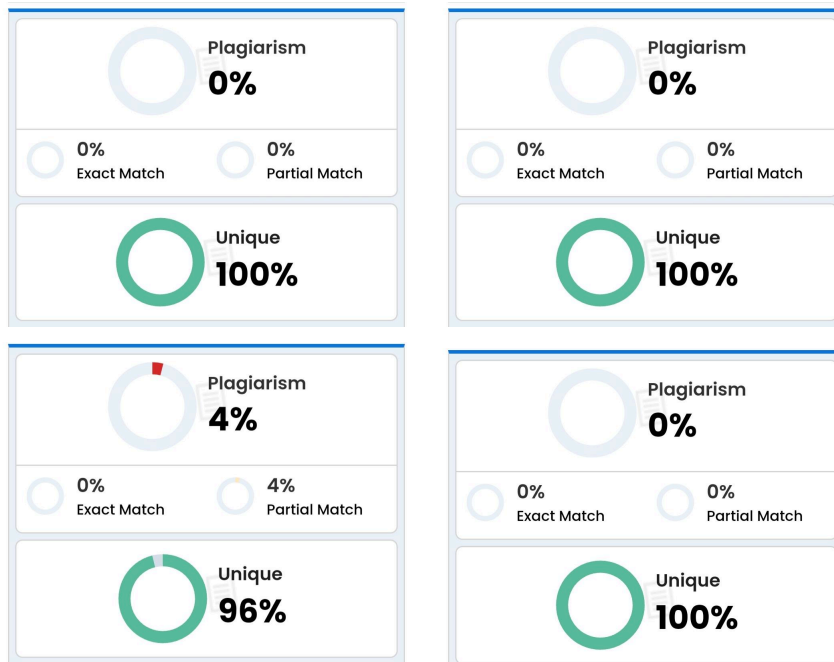 Plagiarism
0%
0%
Exact Match
0%
Partial Match
Unique
100%
Plagiarism
0%
0%
Exact Match
0%
Partial Match
Unique
100%
Plagiarism
4%
0%
Exact Match
4%
Partial Match
Unique
96%
Plagiarism
0%
0%
Exact Match
0%
Partial Match
Unique
100%